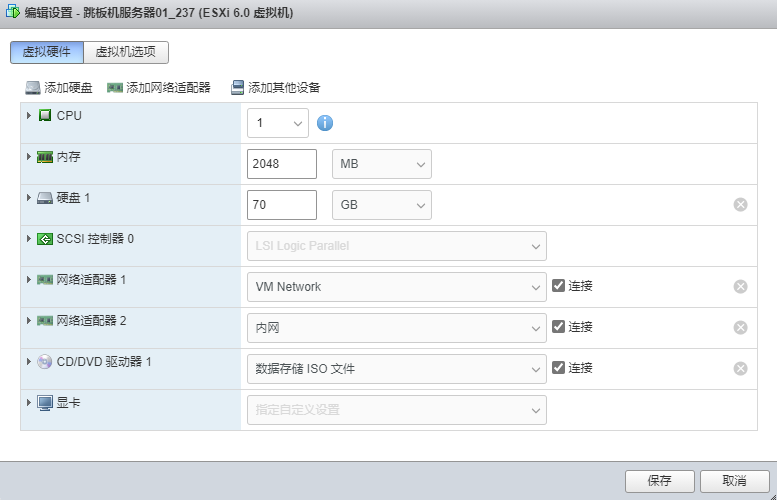 编辑设置 - 跳板机服务器01_237 (ESXi 6.0 虚拟机)
虚拟硬件 虚拟机选项
添加硬盘 添加网络适配器 添加其他设备
CPU 1
内存 2048 MB
硬盘 1 70 GB
SCSI 控制器 0 LSI Logic Parallel
网络适配器 1 VM Network 连接
网络适配器 2 内网 连接
CD/DVD 驱动器 1 数据存储 ISO 文件 连接
显卡 指定自定义设置
保存 取消